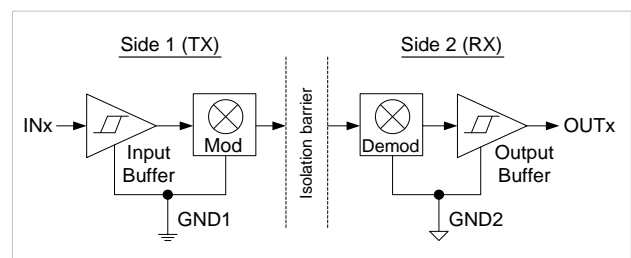 Side 1 (TX)
Side 2 (RX)
INx
Input
Buffer
Mod
Isolation barrier
Demod
Output
Buffer
OUTx
GND1
GND2